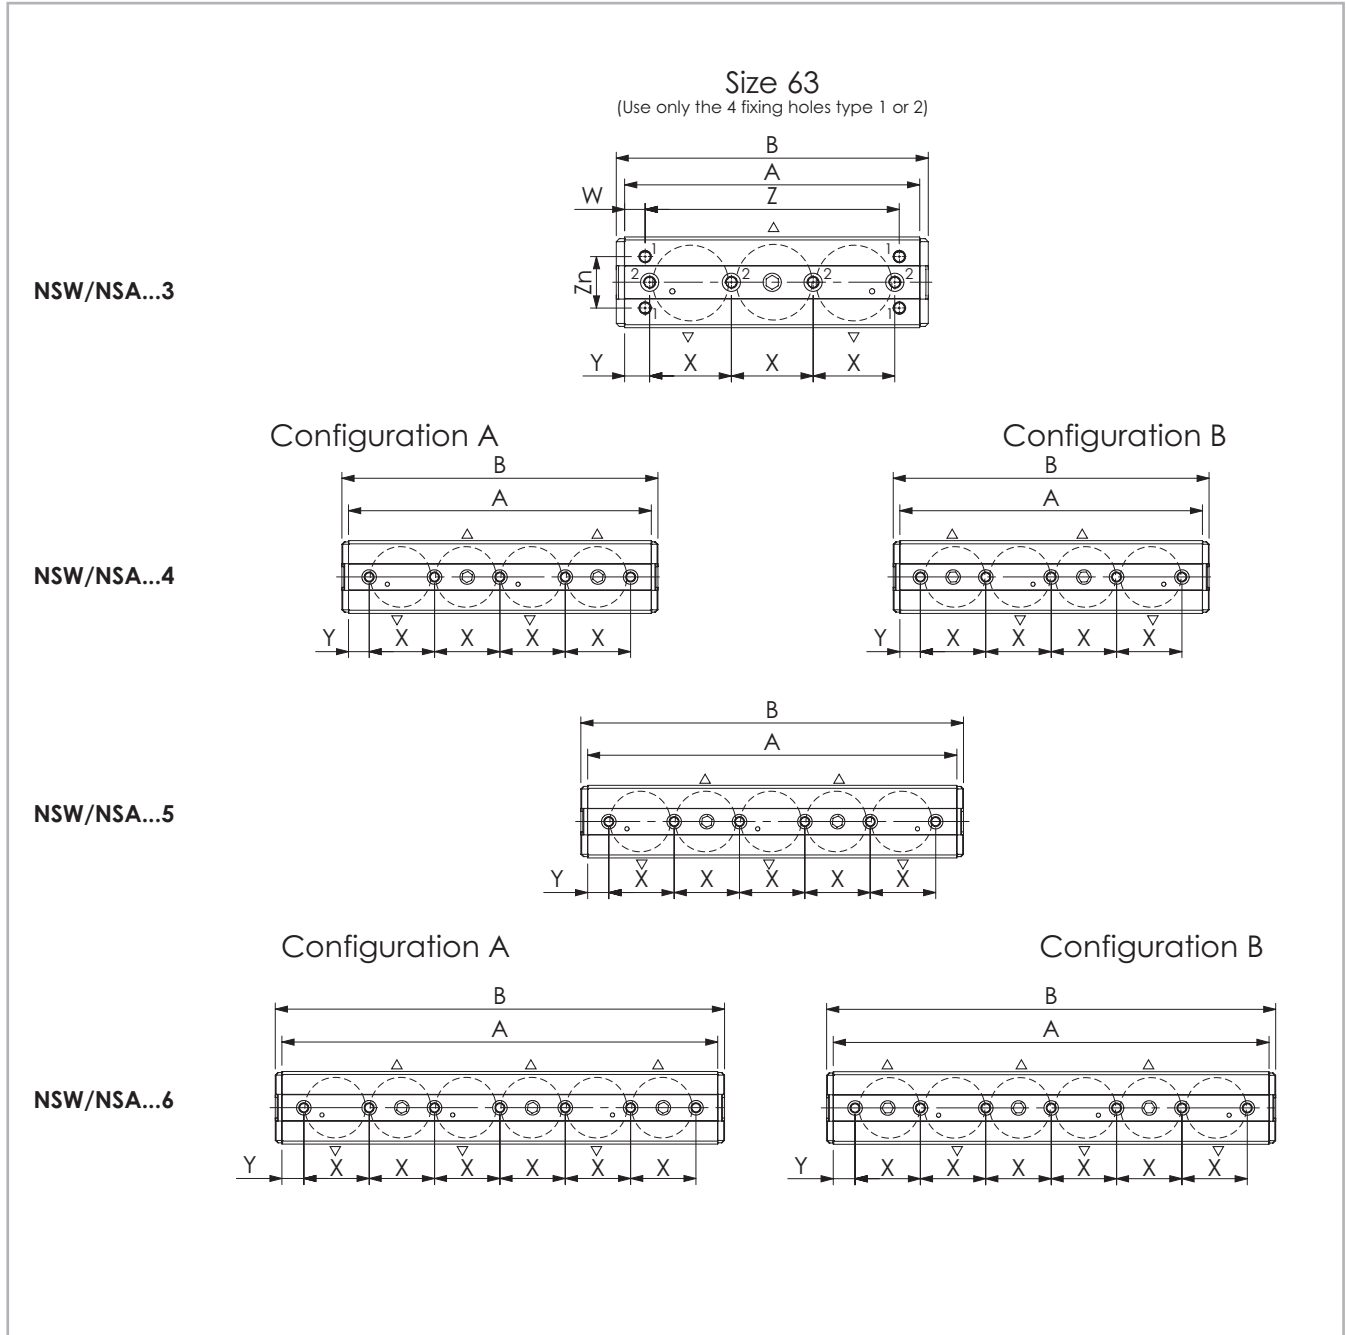 Size 63
(Use only the 4 fixing holes type 1 or 2)
B
A
W Z
1 1
NSW/NSA...3
Zn
2 2 2 2
1 1
Y X X X
Configuration A Configuration B
B B
A A
NSW/NSA...4
Y X X X X Y X X X X
B
A
NSW/NSA...5
Y X X X X X
Configuration A Configuration B
B B
A A
NSW/NSA...6
Y X X X X X X Y X X X X X X